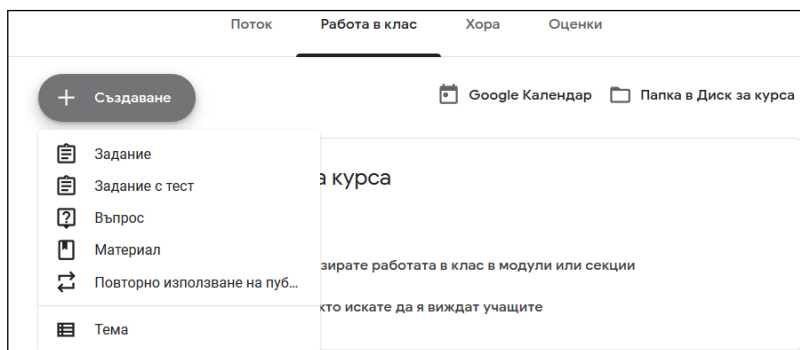 Поток Работа в клас Хора Оценки
Създаване Google Календар Папка в Диск за курса
Задание
Задание с тест
а курса
Въпрос
Материал
зирате работата в клас в модули или секции
Повторно използване на пуб...
кто искате да я виждат учащите
Тема